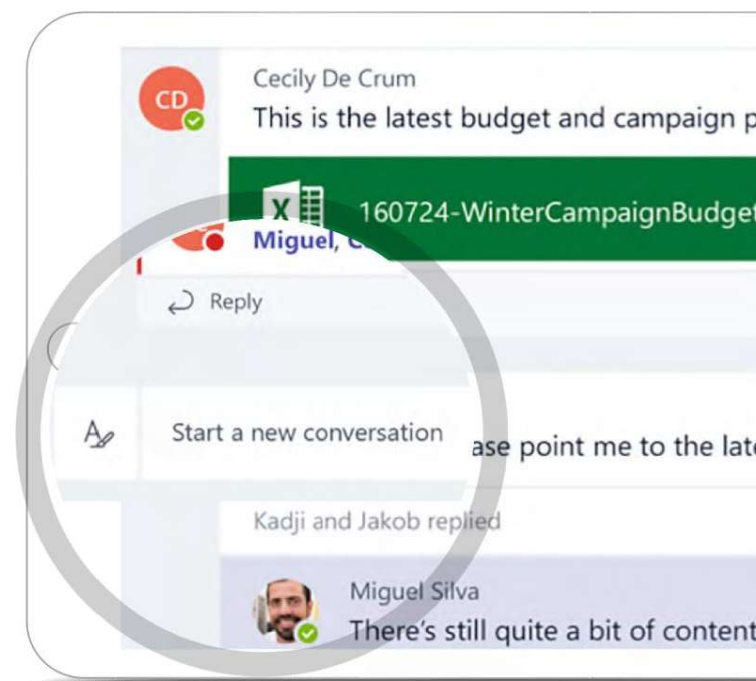 CD
Cecily De Crum
This is the latest budget and campaign p
X
160724-WinterCampaignBudget
Miguel,
Reply
Start a new conversation
ase point me to the late
Kadji and Jakob replied
Miguel Silva
There's still quite a bit of content